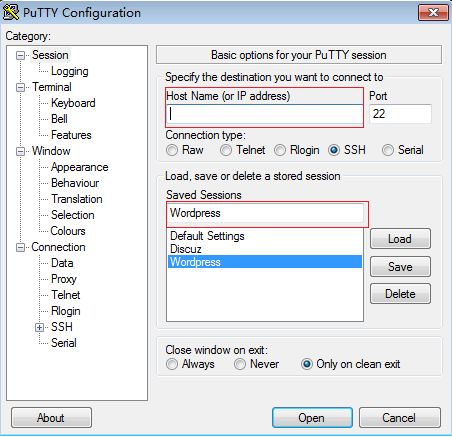 PuTTY Configuration
Category:
Session
Logging
Terminal
Keyboard
Bell
Features
Window
Appearance
Behaviour
Translation
Selection
Colours
Connection
Data
Proxy
Telnet
Rlogin
SSH
Serial
Basic options for your PuTTY session
Specify the destination you want to connect to
Host Name (or IP address) Port
22
Connection type:
Raw Telnet Rlogin SSH Serial
Load, save or delete a stored session
Saved Sessions
Wordpress
Default Settings
Discuz
Wordpress
Load
Save
Delete
Close window on exit:
Always Never Only on clean exit
About Open Cancel